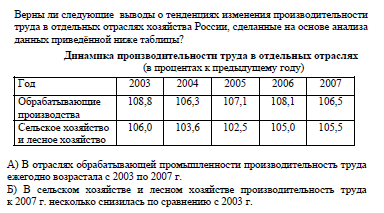 Верны ли следующие выводы о тенденциях изменения производительности
труда в отдельных отраслях хозяйства России, сделанные на основе анализа
данных приведённой ниже таблицы?
Динамика производительности труда в отдельных отраслях
(в процентах к предыдущему году)
Год 2003 2004 2005 2006 2007
Обрабатывающие
производства 108,8 106,3 107,1 108,1 106,5
Сельское хозяйство
и лесное хозяйство 106,0 103,6 102,5 105,0 105,5
А) В отраслях обрабатывающей промышленности производительность труда
ежегодно возрастала с 2003 по 2007 г.
Б) В сельском хозяйстве и лесном хозяйстве производительность труда
к 2007 г. несколько снизилась по сравнению с 2003 г.